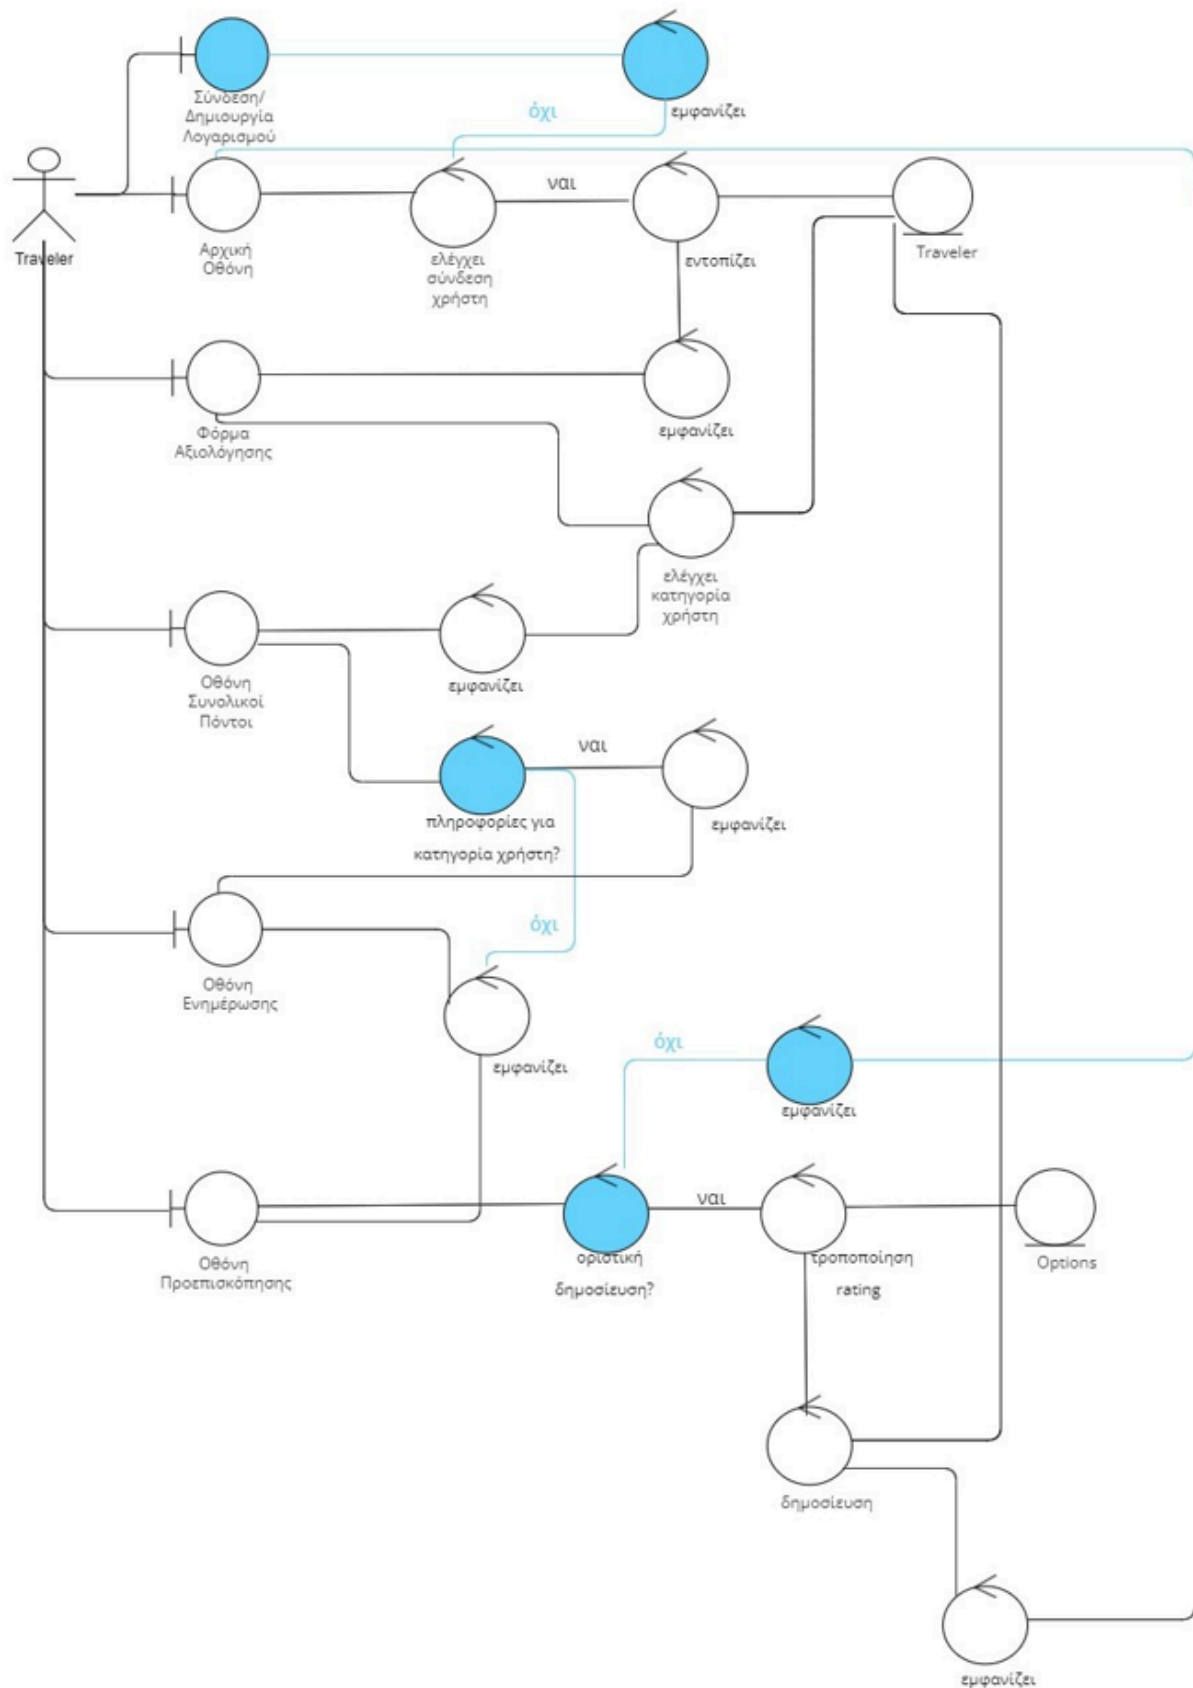 Σύνδεση/
Δημιουργία
Λογαρισμού
εμφανίζει
όχι
Traveler
Αρχική
Οθόνη
ελέγχει
σύνδεση
χρήστη
ναι
εντοπίζει
Traveler
Φόρμα
Αξιολόγησης
εμφανίζει
ελέγχει
κατηγορία
χρήστη
Οθόνη
Συνολικοί
Πόντοι
εμφανίζει
πληροφορίες για
κατηγορία χρήστη?
ναι
εμφανίζει
όχι
Οθόνη
Ενημέρωσης
εμφανίζει
όχι
εμφανίζει
Οθόνη
Προεπισκόπησης
οριστική
δημοσίευση?
ναι
τροποποίηση
rating
Options
δημοσίευση
εμφανίζει